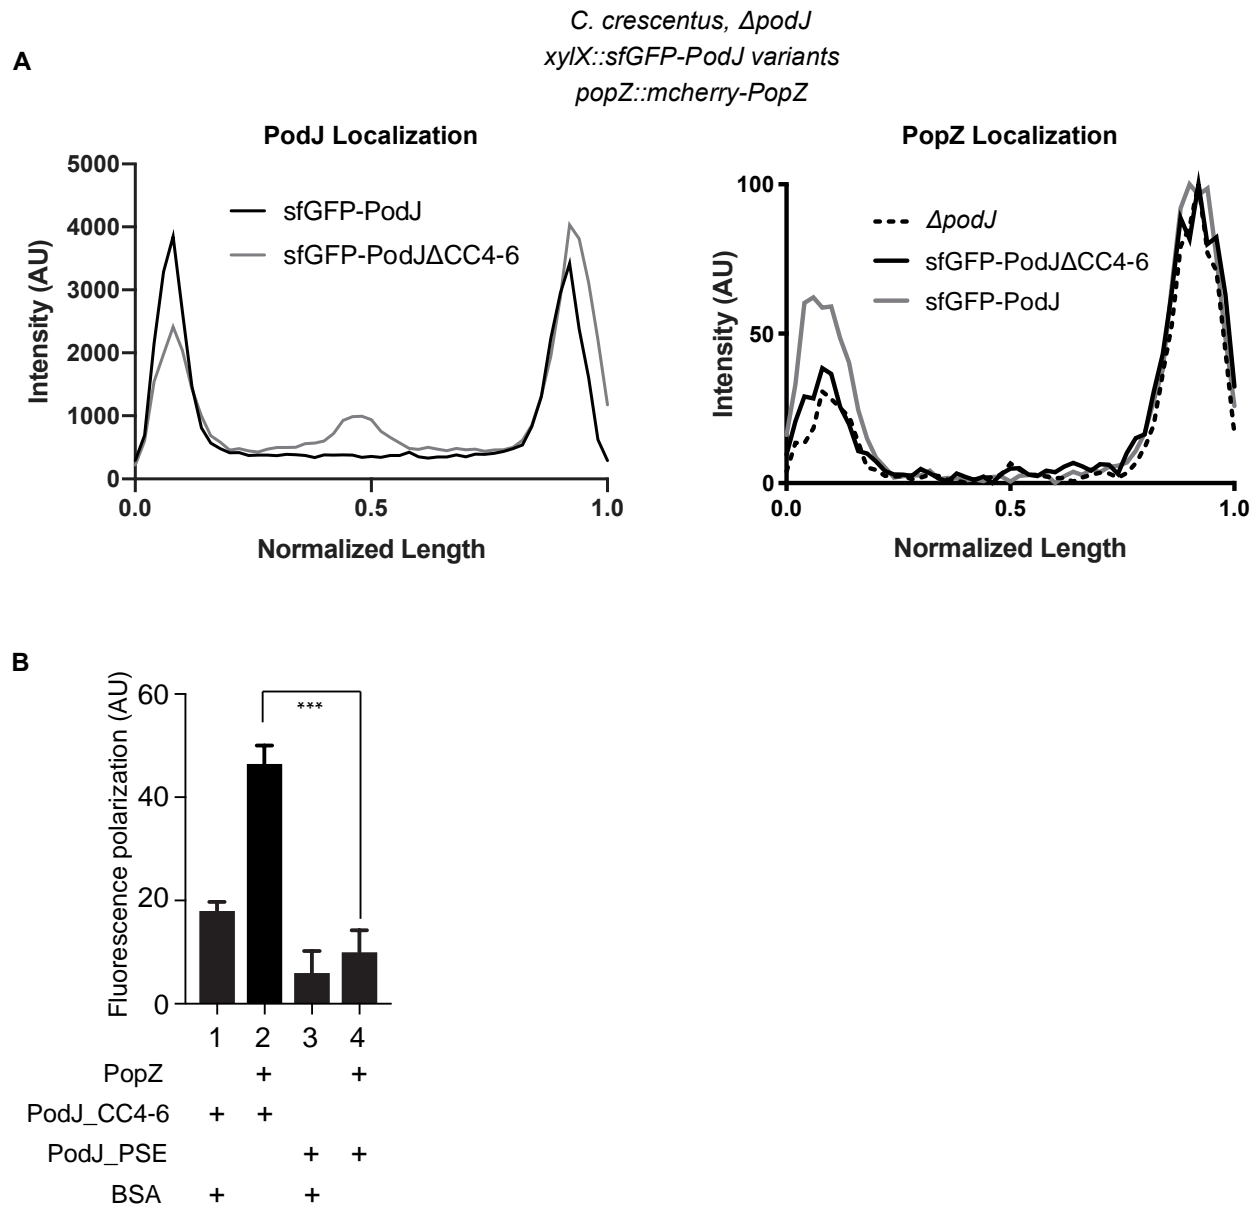 C. crescentus, ΔpodJ
xylX::sfGFP-PodJ variants
popZ::mcherry-PopZ
A
PodJ Localization
5000
4000
3000
2000
1000
0
Intensity (AU)
sfGFP-PodJ
sfGFP-PodJΔCC4-6
0.0 0.5 1.0
Normalized Length
PopZ Localization
100
50
0
Intensity (AU)
ΔpodJ
sfGFP-PodJΔCC4-6
sfGFP-PodJ
0.0 0.5 1.0
Normalized Length
B
Fluorescence polarization (AU)
60
40
20
0
***
1 2 3 4
PopZ + +
PodJ_CC4-6 + +
PodJ_PSE + +
BSA + +